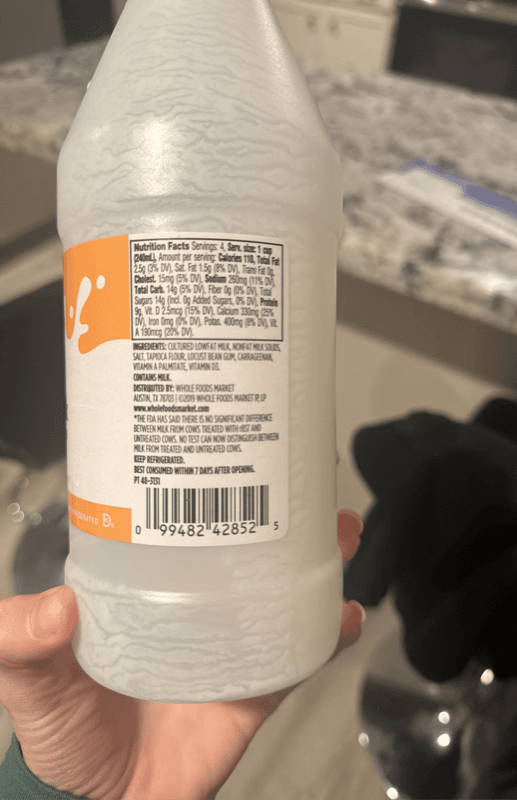 Nutrition Facts Servings: 4, Serv. size: 1 cup
(240mL), Amount per serving: Calories 110, Total Fat
2.5g (3% DV), Sat. Fat 1.5g (8% DV), Trans Fat 0g,
Cholest. 15mg (5% DV), Sodium 260mg (11% DV),
Total Carb. 14g (5% DV), Fiber 0g (0% DV), Total
Sugars 14g (Incl. 0g Added Sugars, 0% DV), Protein
9g, Vit. D 2.5mcg (15% DV), Calcium 330mg (25%
DV), Iron 0mg (0% DV), Potas. 400mg (8% DV), Vit.
A 190mcg (20% DV).
INGREDIENTS: CULTURED LOWFAT MILK, NONFAT MILK SOLIDS,
SALT, TAPIOCA FLOUR, LOCUST BEAN GUM, CARRAGEENAN,
VITAMIN A PALMITATE, VITAMIN D3.
CONTAINS MILK.
DISTRIBUTED BY: WHOLE FOODS MARKET
AUSTIN, TX 78703 | ©2019 WHOLE FOODS MARKET IP, LP
www.wholefoodsmarket.com
*THE FDA HAS SAID THERE IS NO SIGNIFICANT DIFFERENCE
BETWEEN MILK FROM COWS TREATED WITH rBST AND
UNTREATED COWS. NO TEST CAN NOW DISTINGUISH BETWEEN
MILK FROM TREATED AND UNTREATED COWS.
KEEP REFRIGERATED.
BEST CONSUMED WITHIN 7 DAYS AFTER OPENING.
PT 48-3131
0 99482 42852 5
D